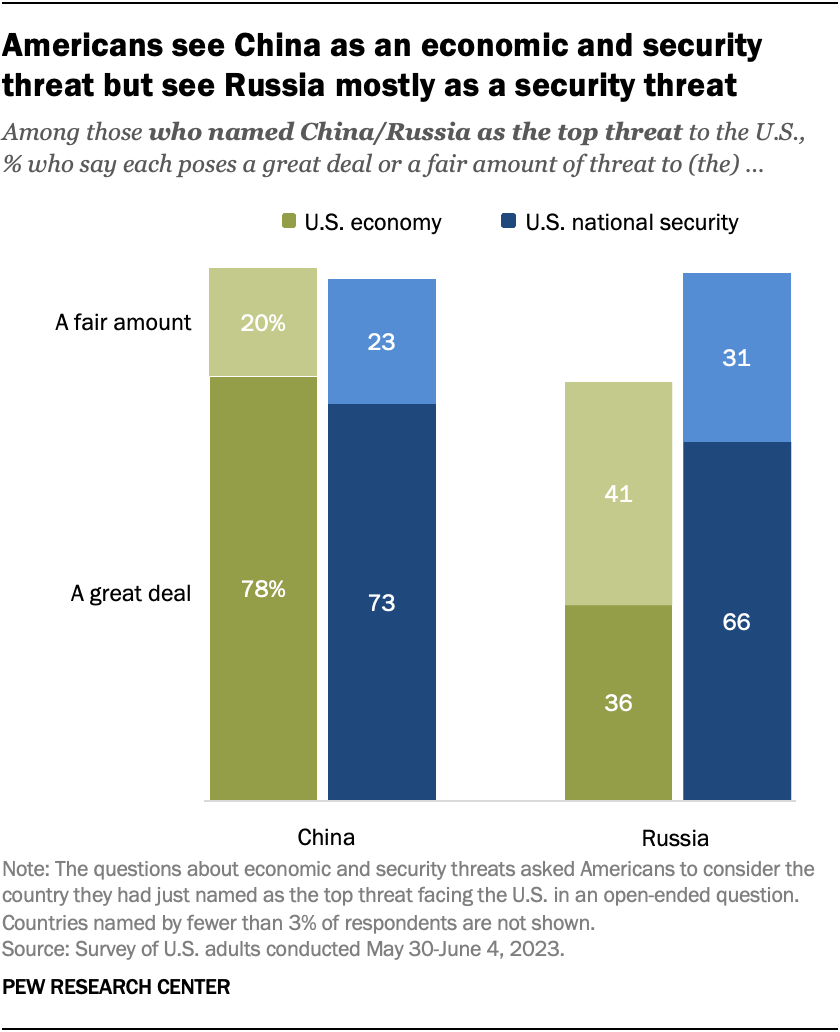 Americans see China as an economic and security
threat but see Russia mostly as a security threat
Among those who named China/Russia as the top threat to the U.S.,
% who say each poses a great deal or a fair amount of threat to (the) ...
U.S. economy
U.S. national security
A fair amount
20%
23
41
31
A great deal
78%
73
36
66
China
Russia
Note: The questions about economic and security threats asked Americans to consider the
country they had just named as the top threat facing the U.S. in an open-ended question.
Countries named by fewer than 3% of respondents are not shown.
Source: Survey of U.S. adults conducted May 30-June 4, 2023.
PEW RESEARCH CENTER